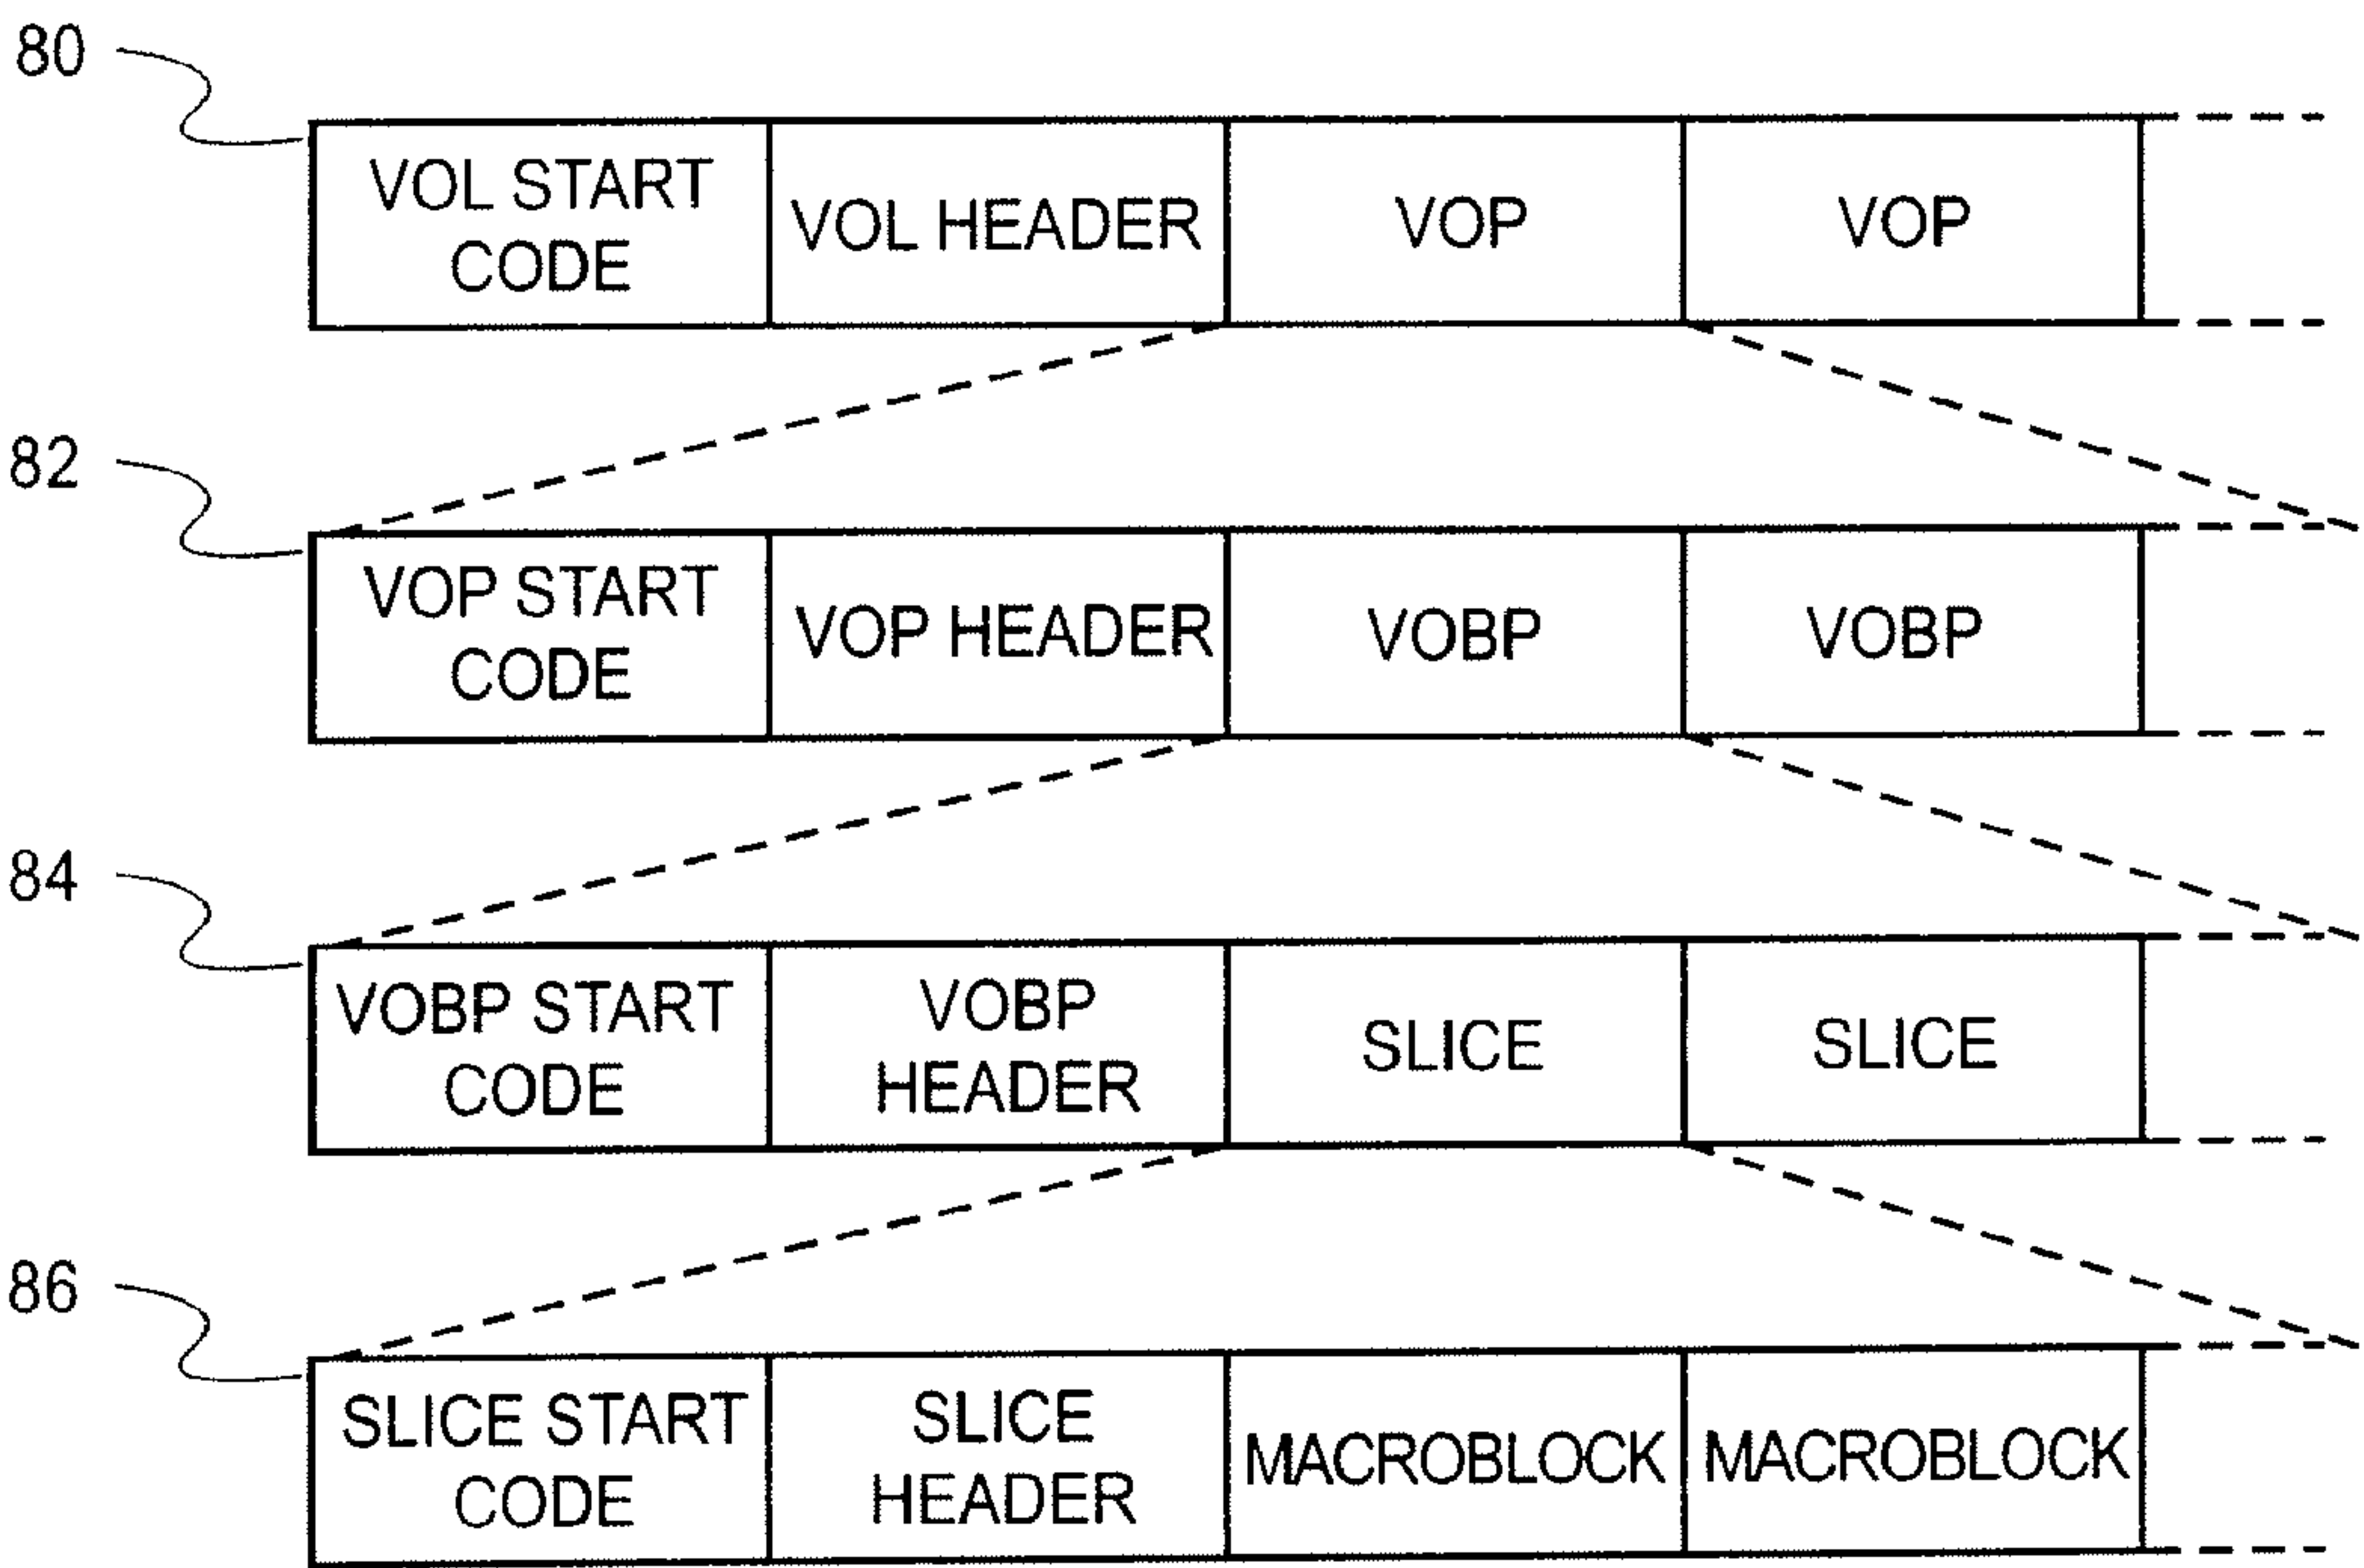 80
VOL START
CODE
VOL HEADER
VOP
VOP
82
VOP START
CODE
VOP HEADER
VOBP
VOBP
84
VOBP START
CODE
VOBP
HEADER
SLICE
SLICE
86
SLICE START
CODE
SLICE
HEADER
MACROBLOCK
MACROBLOCK